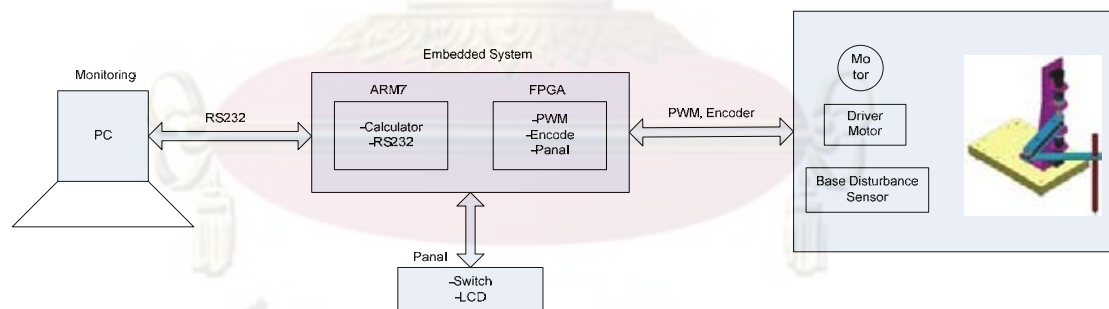 Monitoring
PC
RS232
Embedded System
ARM7
-Calculator
-RS232
FPGA
-PWM
-Encode
-Panal
Panal
-Switch
-LCD
PWM, Encoder
Mo
tor
Driver
Motor
Base Disturbance
Sensor